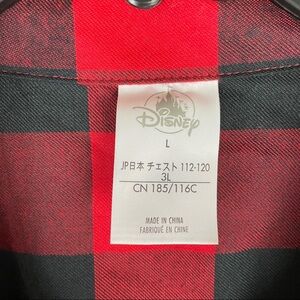 Disney
L
JP日本 チェスト 112-120
3L
CN 185/116C
MADE IN CHINA
FABRIQUÉ EN CHINE